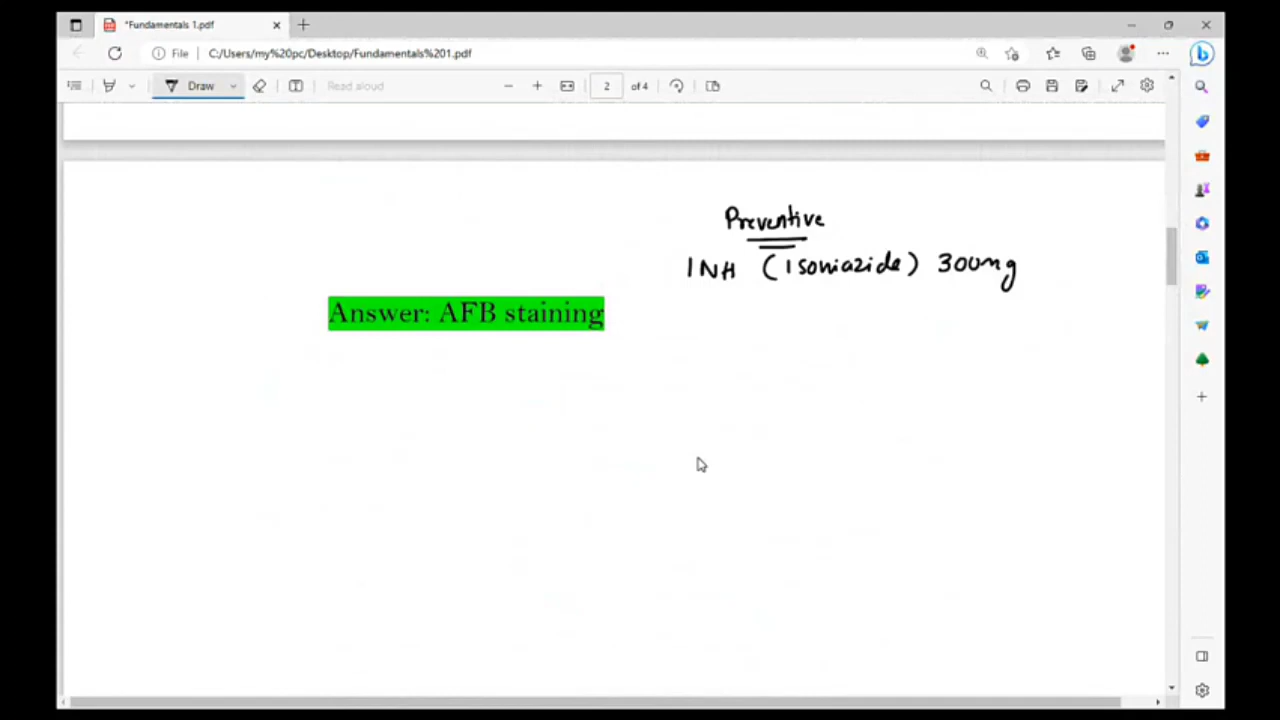 *Fundamentals 1.pdf
File
C:/Users/my%20pc/Desktop/Fundamentals%201.pdf
Draw
Read aloud
2 of 4
Preventive
INH (Isoniazide) 300mg
Answer: AFB staining